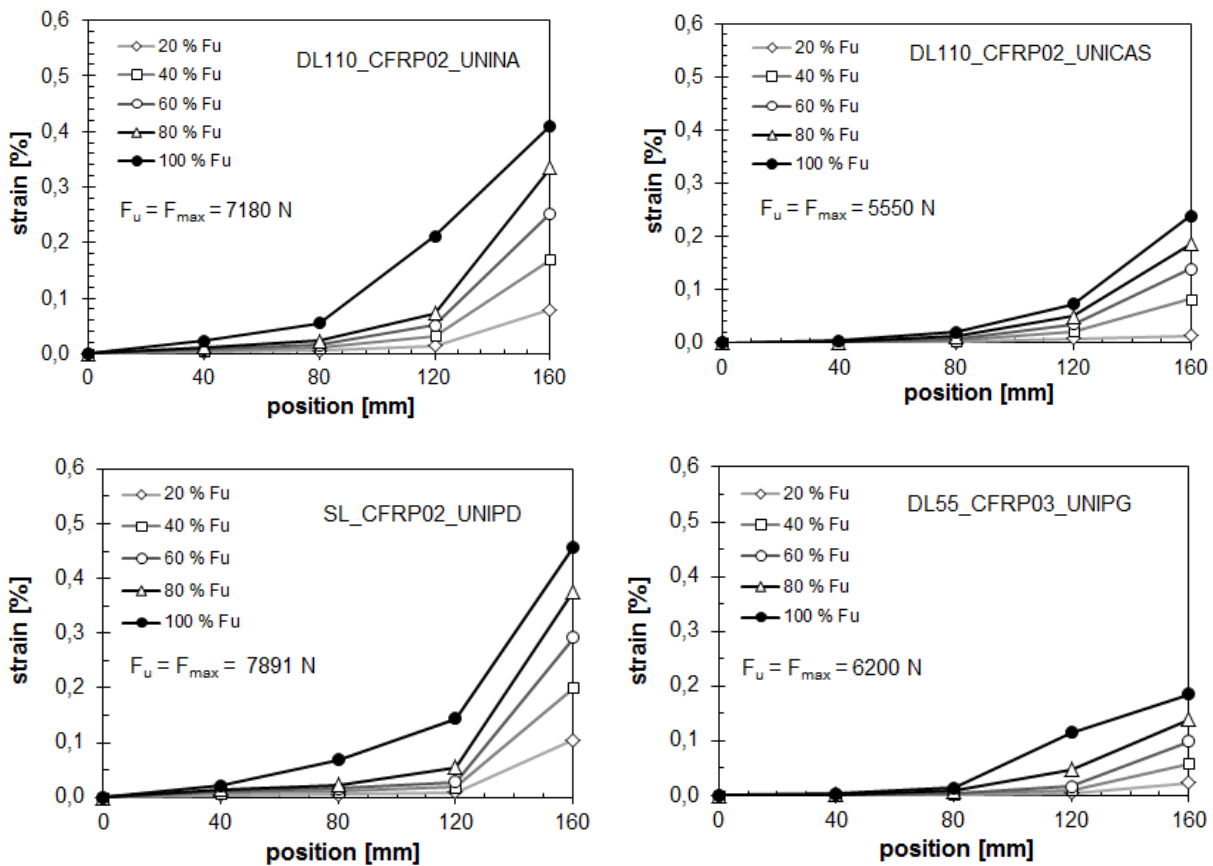 0,6
0,5
0,4
0,3
0,2
0,1
0,0
strain [%]
20 % Fu
40 % Fu
60 % Fu
80 % Fu
100 % Fu
DL110_CFRP02_UNINA
Fu = Fmax = 7180 N
0 40 80 120 160
position [mm]
0,6
0,5
0,4
0,3
0,2
0,1
0,0
strain [%]
20 % Fu
40 % Fu
60 % Fu
80 % Fu
100 % Fu
DL110_CFRP02_UNICAS
Fu = Fmax = 5550 N
0 40 80 120 160
position [mm]
0,6
0,5
0,4
0,3
0,2
0,1
0,0
strain [%]
20 % Fu
40 % Fu
60 % Fu
80 % Fu
100 % Fu
SL_CFRP02_UNIPD
Fu = Fmax = 7891 N
0 40 80 120 160
position [mm]
0,6
0,5
0,4
0,3
0,2
0,1
0,0
strain [%]
20 % Fu
40 % Fu
60 % Fu
80 % Fu
100 % Fu
DL55_CFRP03_UNIPG
Fu = Fmax = 6200 N
0 40 80 120 160
position [mm]